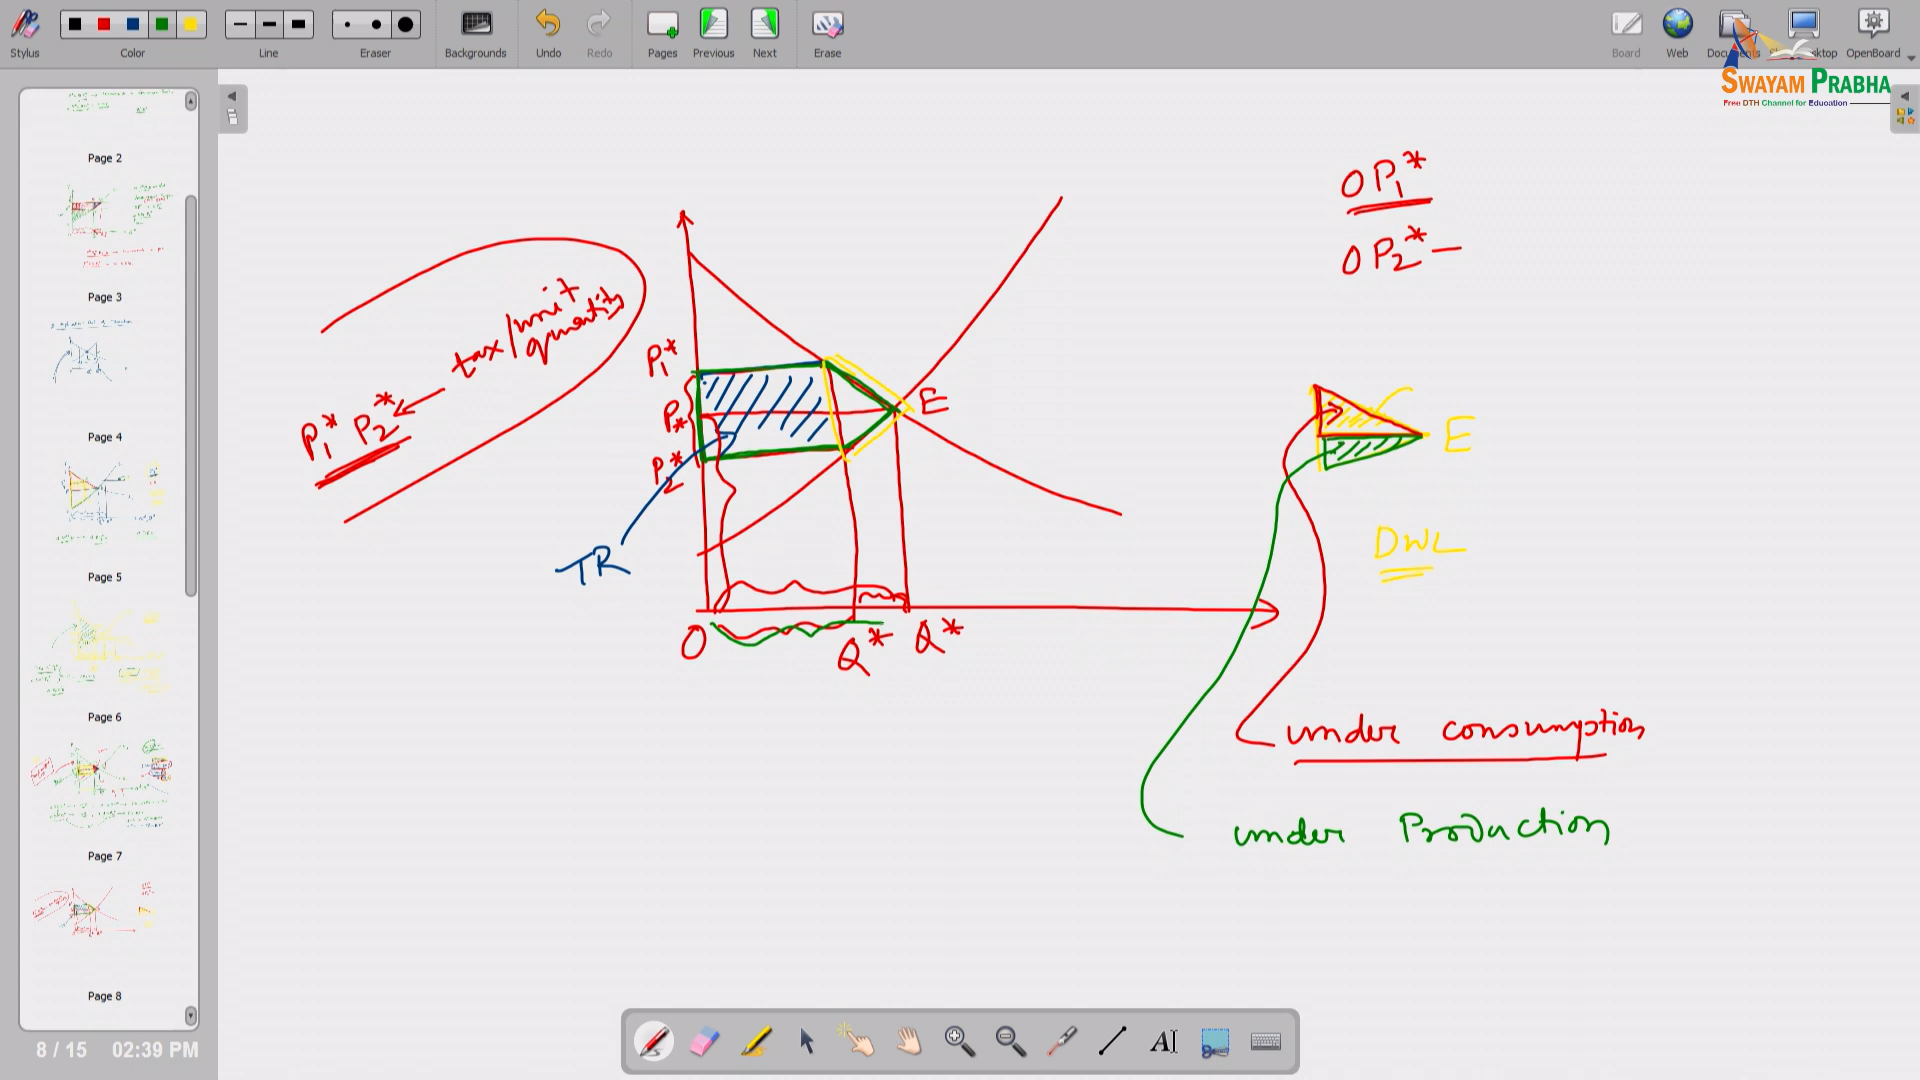 Stylus
Color
Line
Eraser
Backgrounds
Undo
Redo
Pages
Previous
Next
Erase
Board
Web
Desktop
OpenBoard
SWAYAM PRABHA
Free DTH Channel for Education
Page 2
Page 3
Page 4
Page 5
Page 6
Page 7
Page 8
8 / 15
02:39 PM
OP1*
OP2* –
tax/unit
quantity
P1* P2*
P1*
P*
P2*
E
TR
O
Q*
Q*
E
DWL
under consumption
under Production
AI